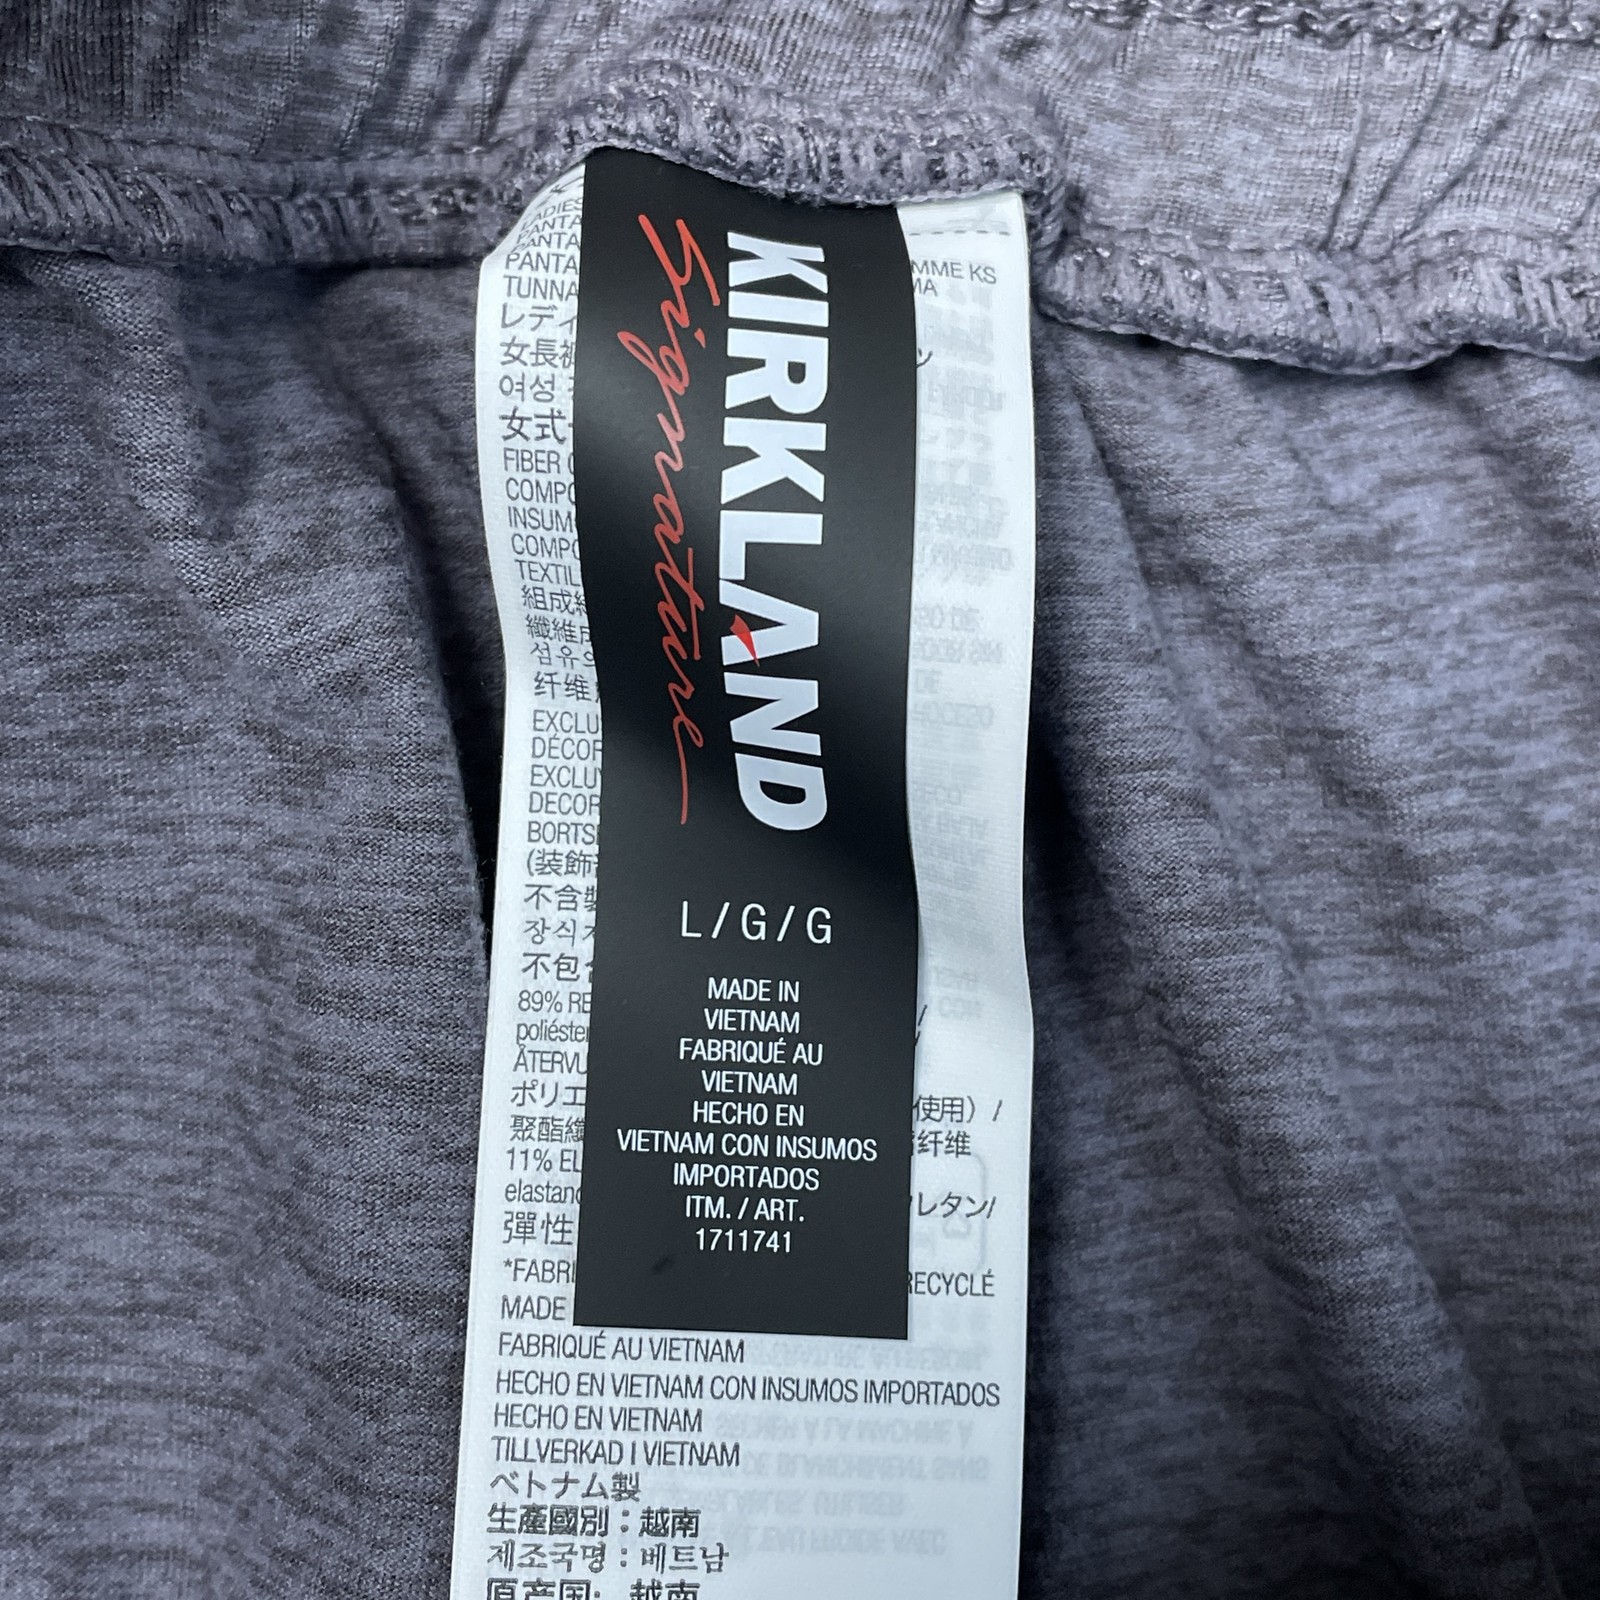 KIRKLAND
Signature
L/G/G
MADE IN
VIETNAM
FABRIQUÉ AU
VIETNAM
HECHO EN
VIETNAM CON INSUMOS
IMPORTADOS
ITM. / ART.
1711741
LADIES
PANTA
PANTA
PANTA
TUNNA
レディ
女長褲
여성
女式
FIBER
COMPO
INSUM
COMPO
TEXTIL
組成
纖維成
섬유의
纤维
EXCLU
DÉCOR
EXCLUY
DECOR
BORTSE
(装飾
不含
장식
不包含
89% RE
poliéster
ÅTERVU
ポリエ
使用）/
聚酯纖
纤维
11% EL
elastano
レタン/
彈性
*FABRI
RECYCLÉ
MADE
FABRIQUÉ AU VIETNAM
HECHO EN VIETNAM CON INSUMOS IMPORTADOS
HECHO EN VIETNAM
TILLVERKAD I VIETNAM
ベトナム製
生產國別：越南
제조국명：베트남
原产国: 越南